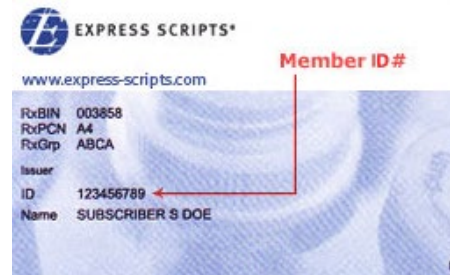 EXPRESS SCRIPTS®
Member ID#
www.express-scripts.com
RxBIN 003858
RxPCN A4
RxGrp ABCA
Issuer
ID 123456789
Name SUBSCRIBER S DOE